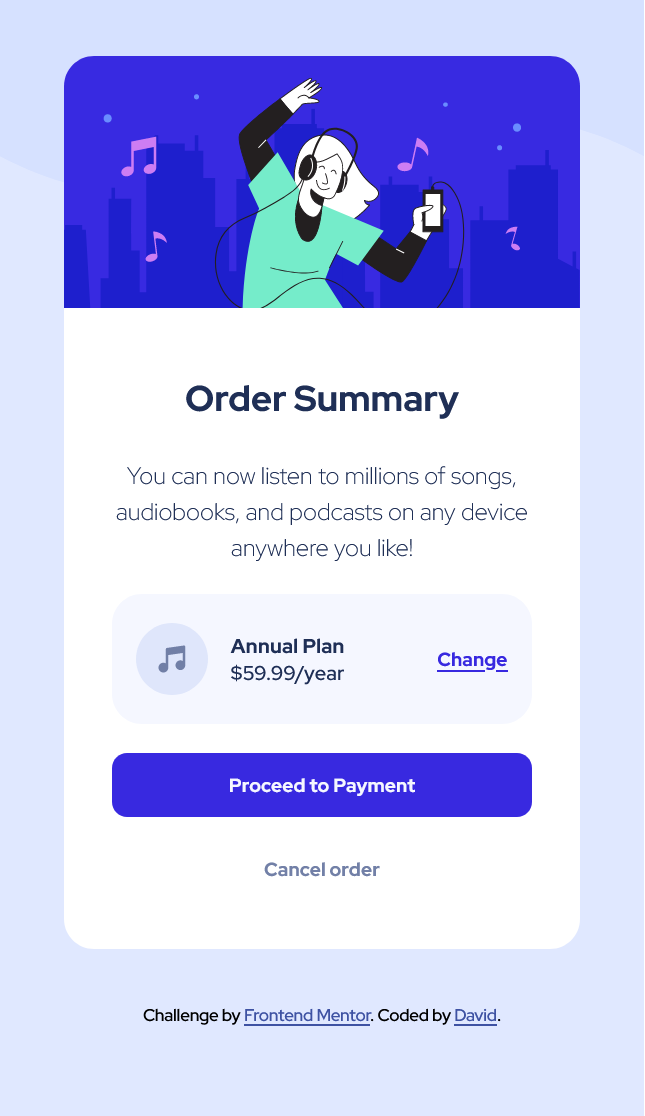 Order Summary
You can now listen to millions of songs,
audiobooks, and podcasts on any device
anywhere you like!
Annual Plan
$59.99/year
Change
Proceed to Payment
Cancel order
Challenge by Frontend Mentor. Coded by David.